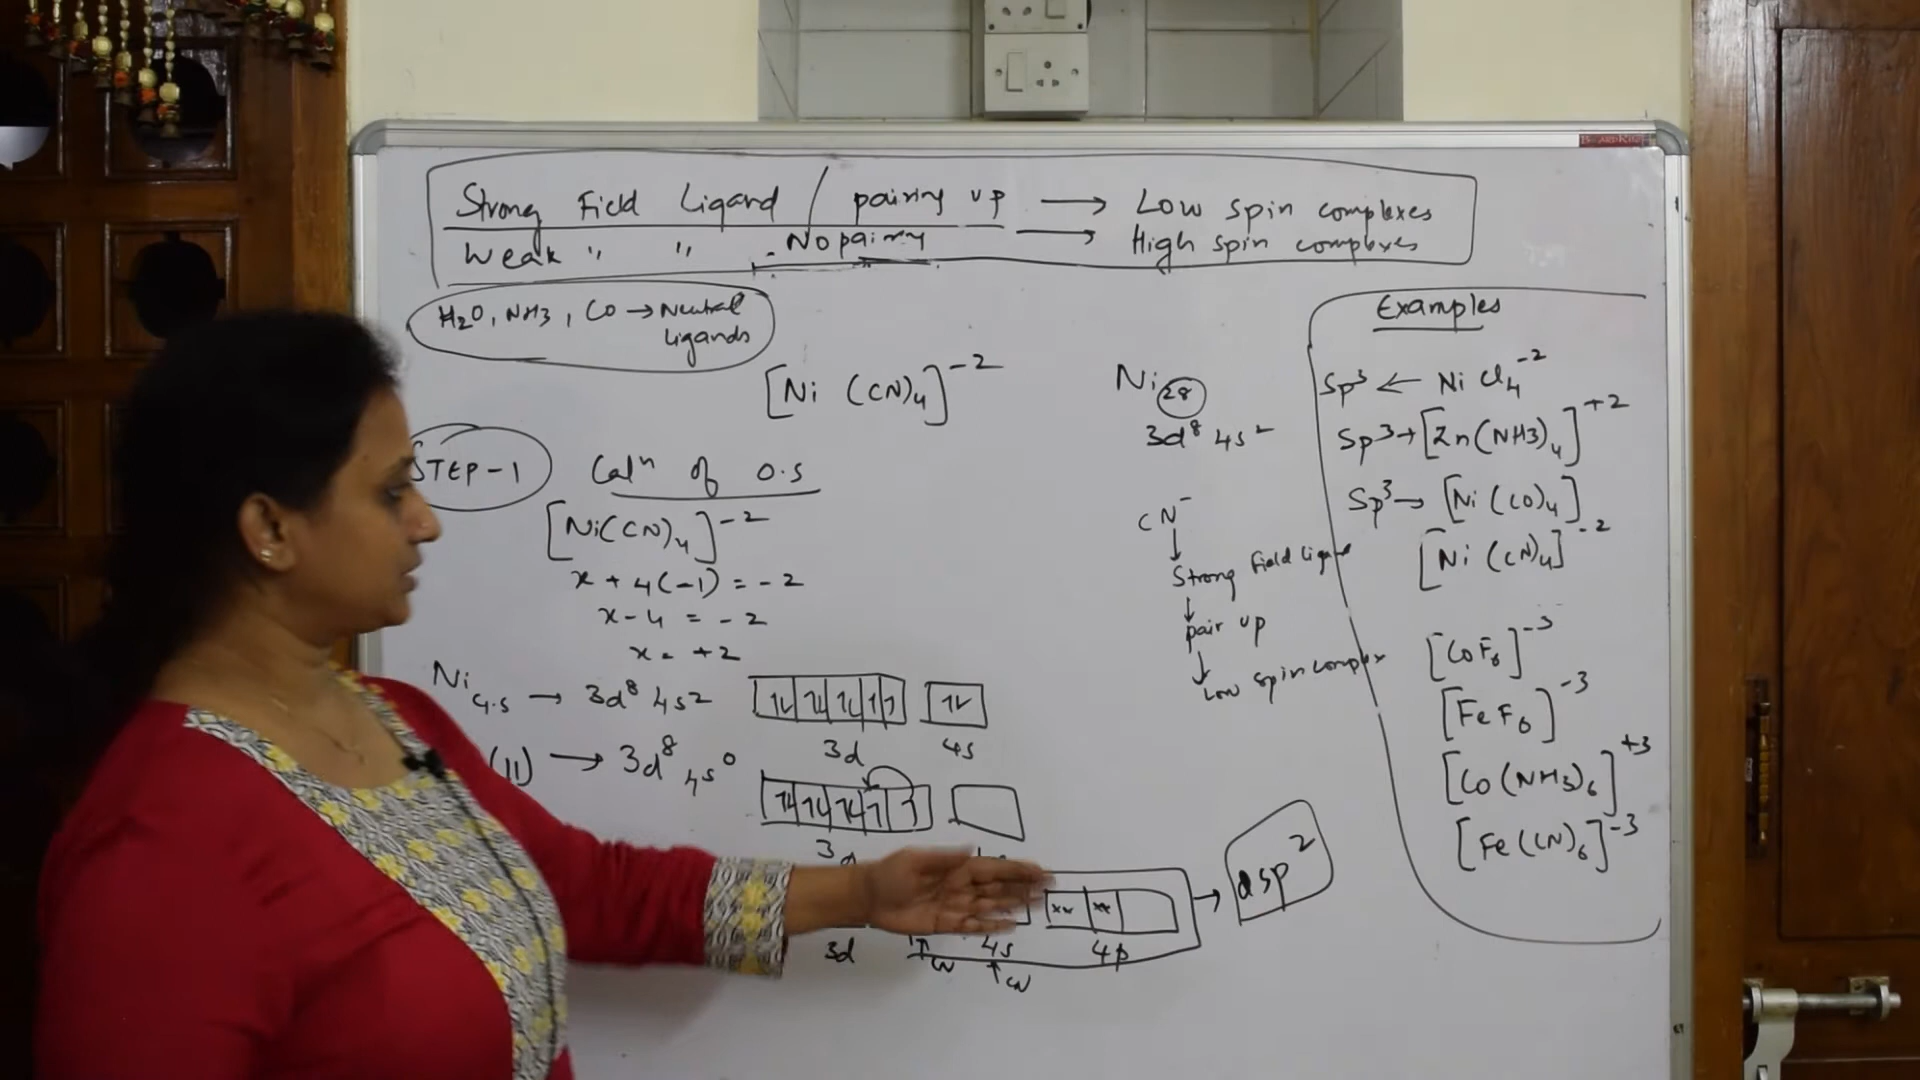 Strong Field Ligand / pairing up → Low spin complexes
Weak " " - No pairing → High spin complexes
H2O, NH3, CO → Neutral
Ligands
[Ni (CN)4]-2
STEP-1
Caln of O.S
[Ni(CN)4]-2
x + 4(-1) = -2
x - 4 = -2
x = +2
Ni G.S → 3d8 4s2
3d 4s
(II) → 3d8 4s0
3d
xx xx
3d 4s 4p
CN
→ dsp2
Ni 28
3d8 4s2
CN-
↓
Strong Field Ligand
↓
pair up
↓
Low spin complex
Examples
Sp3 ← NiCl4-2
Sp3 → [Zn(NH3)4]+2
Sp3 → [Ni(CO)4]
[Ni (CN)4]-2
[CoF6]-3
[FeF6]-3
[Co(NH3)6]+3
[Fe(CN)6]-3